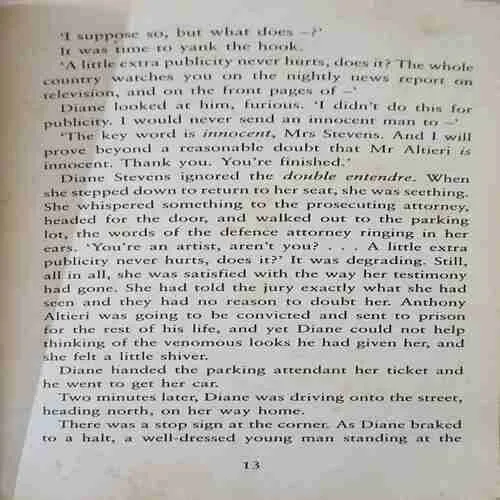 ‘I suppose so, but what does –?’
It was time to yank the hook.
‘A little extra publicity never hurts, does it? The whole
country watches you on the nightly news report on
television, and on the front pages of –’
Diane looked at him, furious. ‘I didn't do this for
publicity. I would never send an innocent man to –’
‘The key word is innocent, Mrs Stevens. And I will
prove beyond a reasonable doubt that Mr Altieri is
innocent. Thank you. You're finished.’
Diane Stevens ignored the double entendre. When
she stepped down to return to her seat, she was seething.
She whispered something to the prosecuting attorney,
headed for the door, and walked out to the parking
lot, the words of the defence attorney ringing in her
ears. ‘You're an artist, aren't you? . . . A little extra
publicity never hurts, does it?’ It was degrading. Still,
all in all, she was satisfied with the way her testimony
had gone. She had told the jury exactly what she had
seen and they had no reason to doubt her. Anthony
Altieri was going to be convicted and sent to prison
for the rest of his life, and yet Diane could not help
thinking of the venomous looks he had given her, and
she felt a little shiver.
Diane handed the parking attendant her ticket and
he went to get her car.
Two minutes later, Diane was driving onto the street,
heading north, on her way home.
There was a stop sign at the corner. As Diane braked
to a halt, a well-dressed young man standing at the
13